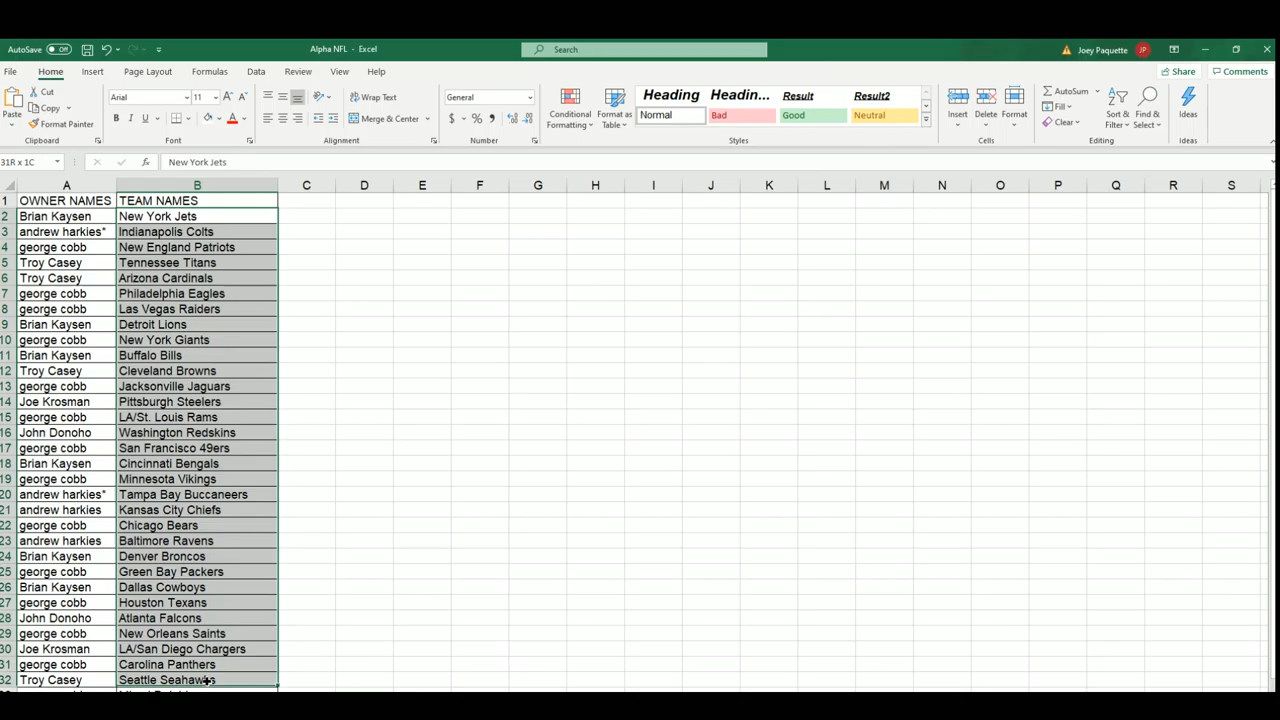 AutoSave Off Alpha NFL - Excel Search Joey Paquette JP
File Home Insert Page Layout Formulas Data Review View Help Share Comments
Paste Cut Copy Format Painter Clipboard
Arial 11 B I U A Font
Wrap Text Merge & Center Alignment
General $ % Number
Conditional Formatting Format as Table Heading Headin... Result Result2 Normal Bad Good Neutral Styles
Insert Delete Format Cells
AutoSum Fill Clear Sort & Filter Find & Select Editing
Ideas Ideas
31R x 1C fx New York Jets
A B C D E F G H I J K L M N O P Q R S
1 OWNER NAMES TEAM NAMES
2 Brian Kaysen New York Jets
3 andrew harkies* Indianapolis Colts
4 george cobb New England Patriots
5 Troy Casey Tennessee Titans
6 Troy Casey Arizona Cardinals
7 george cobb Philadelphia Eagles
8 george cobb Las Vegas Raiders
9 Brian Kaysen Detroit Lions
10 george cobb New York Giants
11 Brian Kaysen Buffalo Bills
12 Troy Casey Cleveland Browns
13 george cobb Jacksonville Jaguars
14 Joe Krosman Pittsburgh Steelers
15 george cobb LA/St. Louis Rams
16 John Donoho Washington Redskins
17 george cobb San Francisco 49ers
18 Brian Kaysen Cincinnati Bengals
19 george cobb Minnesota Vikings
20 andrew harkies* Tampa Bay Buccaneers
21 andrew harkies Kansas City Chiefs
22 george cobb Chicago Bears
23 andrew harkies Baltimore Ravens
24 Brian Kaysen Denver Broncos
25 george cobb Green Bay Packers
26 Brian Kaysen Dallas Cowboys
27 george cobb Houston Texans
28 John Donoho Atlanta Falcons
29 george cobb New Orleans Saints
30 Joe Krosman LA/San Diego Chargers
31 george cobb Carolina Panthers
32 Troy Casey Seattle Seahawks